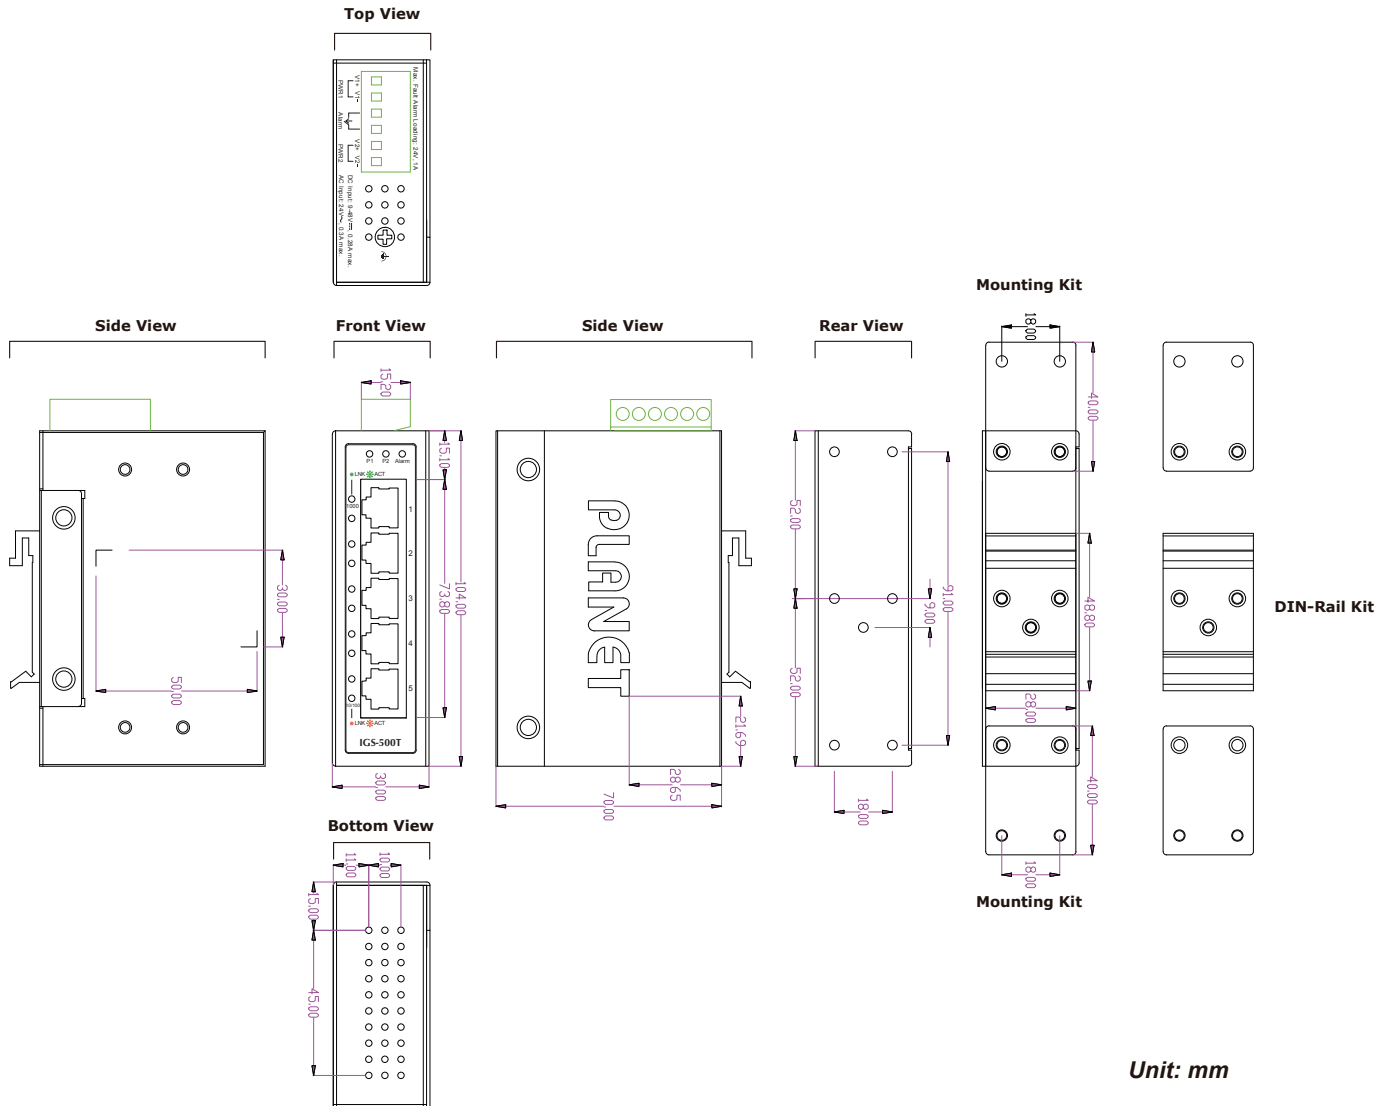 Top View
Max. Fault Alarm Loading: 24V, 1A
V1+ V1- V2+ V2-
PWR1 Alarm PWR2
DC Input: 9-48V⎓, 0.28A max.
AC Input: 24V~, 0.3A max.
Side View
Front View
Side View
Rear View
Mounting Kit
18.00
15.20
P1 P2 Alarm
LNK ACT
1000
1
2
3
4
5
10/100
LNK ACT
IGS-500T
15.10
73.80
104.00
30.00
30.00
50.00
PLANET
21.69
28.65
70.00
52.00
52.00
9.00
91.00
18.00
40.00
48.80
28.00
40.00
18.00
DIN-Rail Kit
Mounting Kit
Bottom View
11.00
10.00
15.00
45.00
Unit: mm